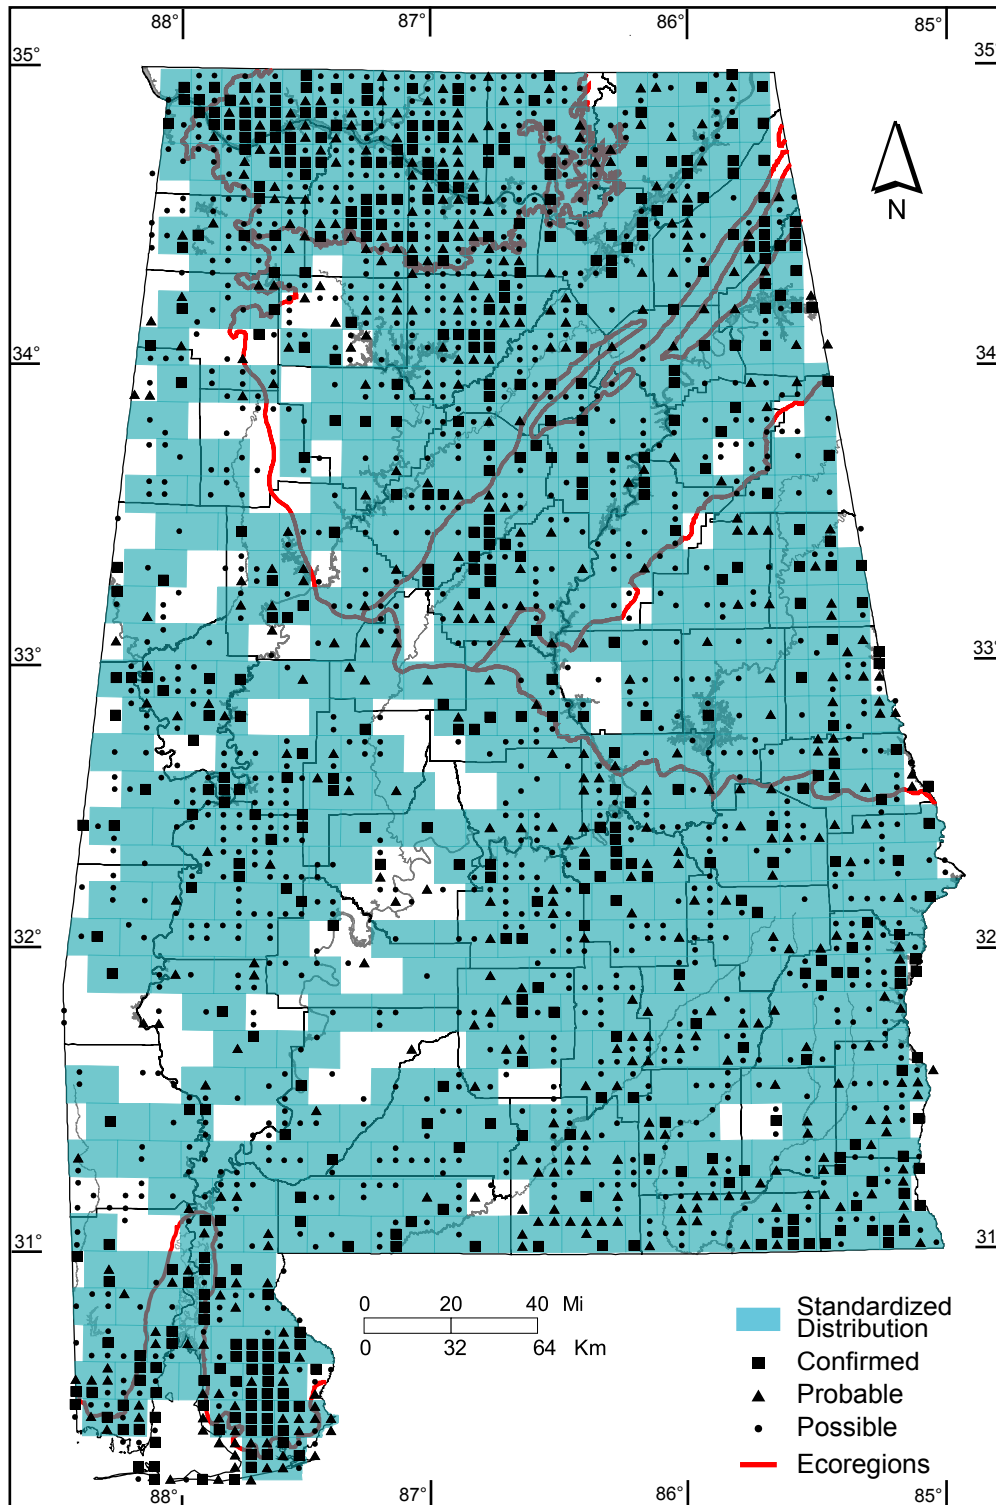 88° 87° 86° 85°
35° 35°
N
34° 34
33° 33°
32° 32
31° 31
0 20 40 Mi
0 32 64 Km
Standardized
Distribution
Confirmed
Probable
Possible
Ecoregions
88° 87° 86° 85°